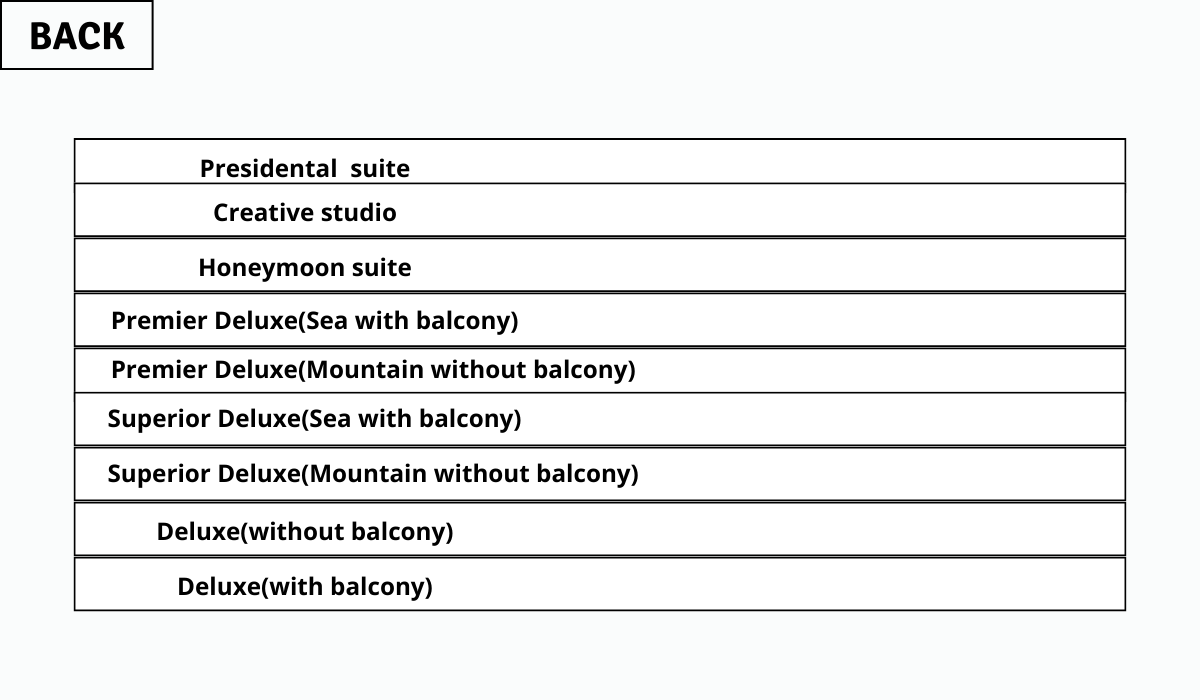 BACK
Presidental  suite
Creative studio
Honeymoon suite
Premier Deluxe(Sea with balcony)
Premier Deluxe(Mountain without balcony)
Superior Deluxe(Sea with balcony)
Superior Deluxe(Mountain without balcony)
Deluxe(without balcony)
Deluxe(with balcony)